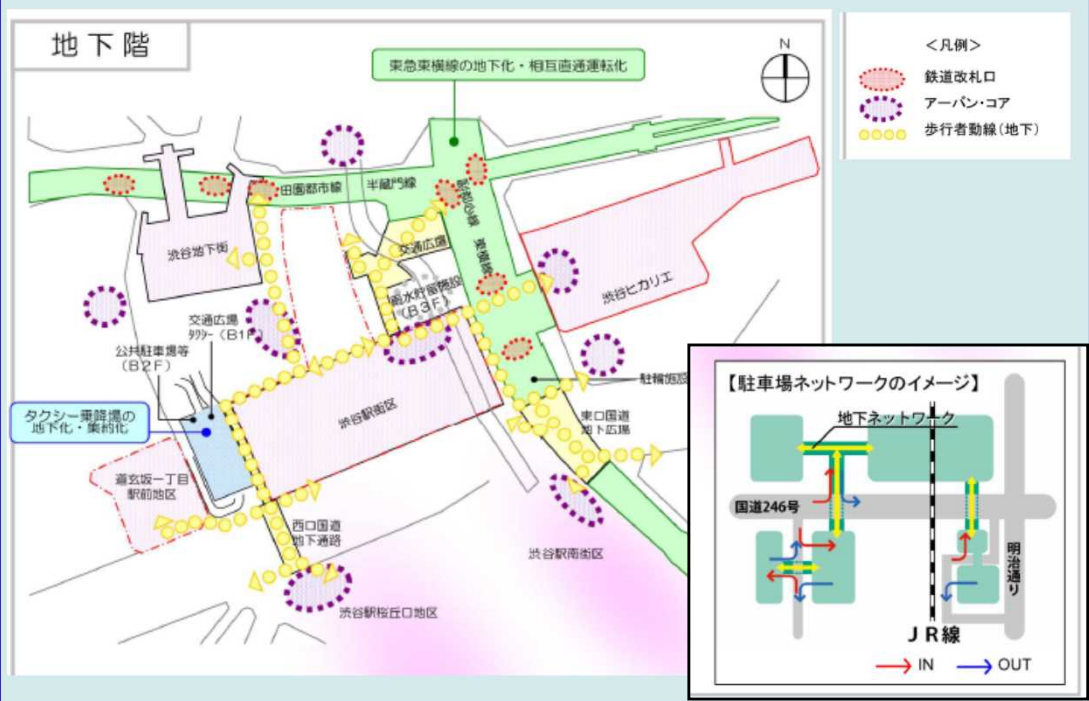 地下階
東急東横線の地下化・相互直通運転化
N
＜凡例＞
鉄道改札口
アーバン・コア
歩行者動線（地下）
田園都市線
半蔵門線
副都心線
東横線
渋谷地下街
交通広場
雨水貯留施設
（B3F）
渋谷ヒカリエ
交通広場
タクシー（B1F）
公共駐車場等
（B2F）
タクシー乗降場の
地下化・集約化
渋谷駅街区
駐輪施設
東口国道
地下広場
道玄坂一丁目
駅前地区
西口国道
地下通路
渋谷駅南街区
渋谷駅桜丘口地区
【駐車場ネットワークのイメージ】
地下ネットワーク
国道246号
明治通り
JR線
IN
OUT